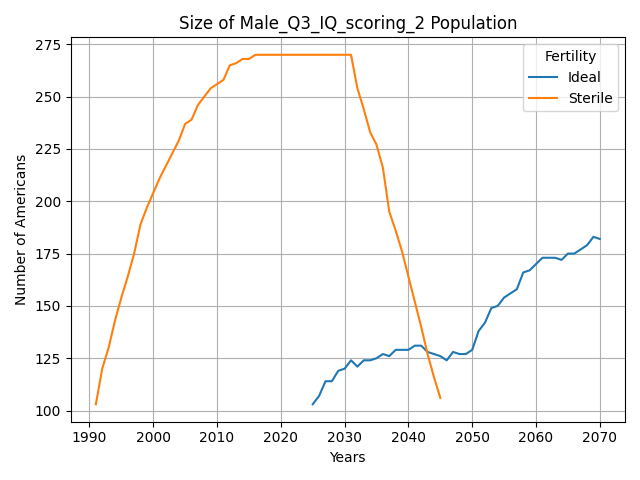 Size of Male_Q3_IQ_scoring_2 Population
Number of Americans
275
250
225
200
175
150
125
100
Fertility
Ideal
Sterile
1990 2000 2010 2020 2030 2040 2050 2060 2070
Years